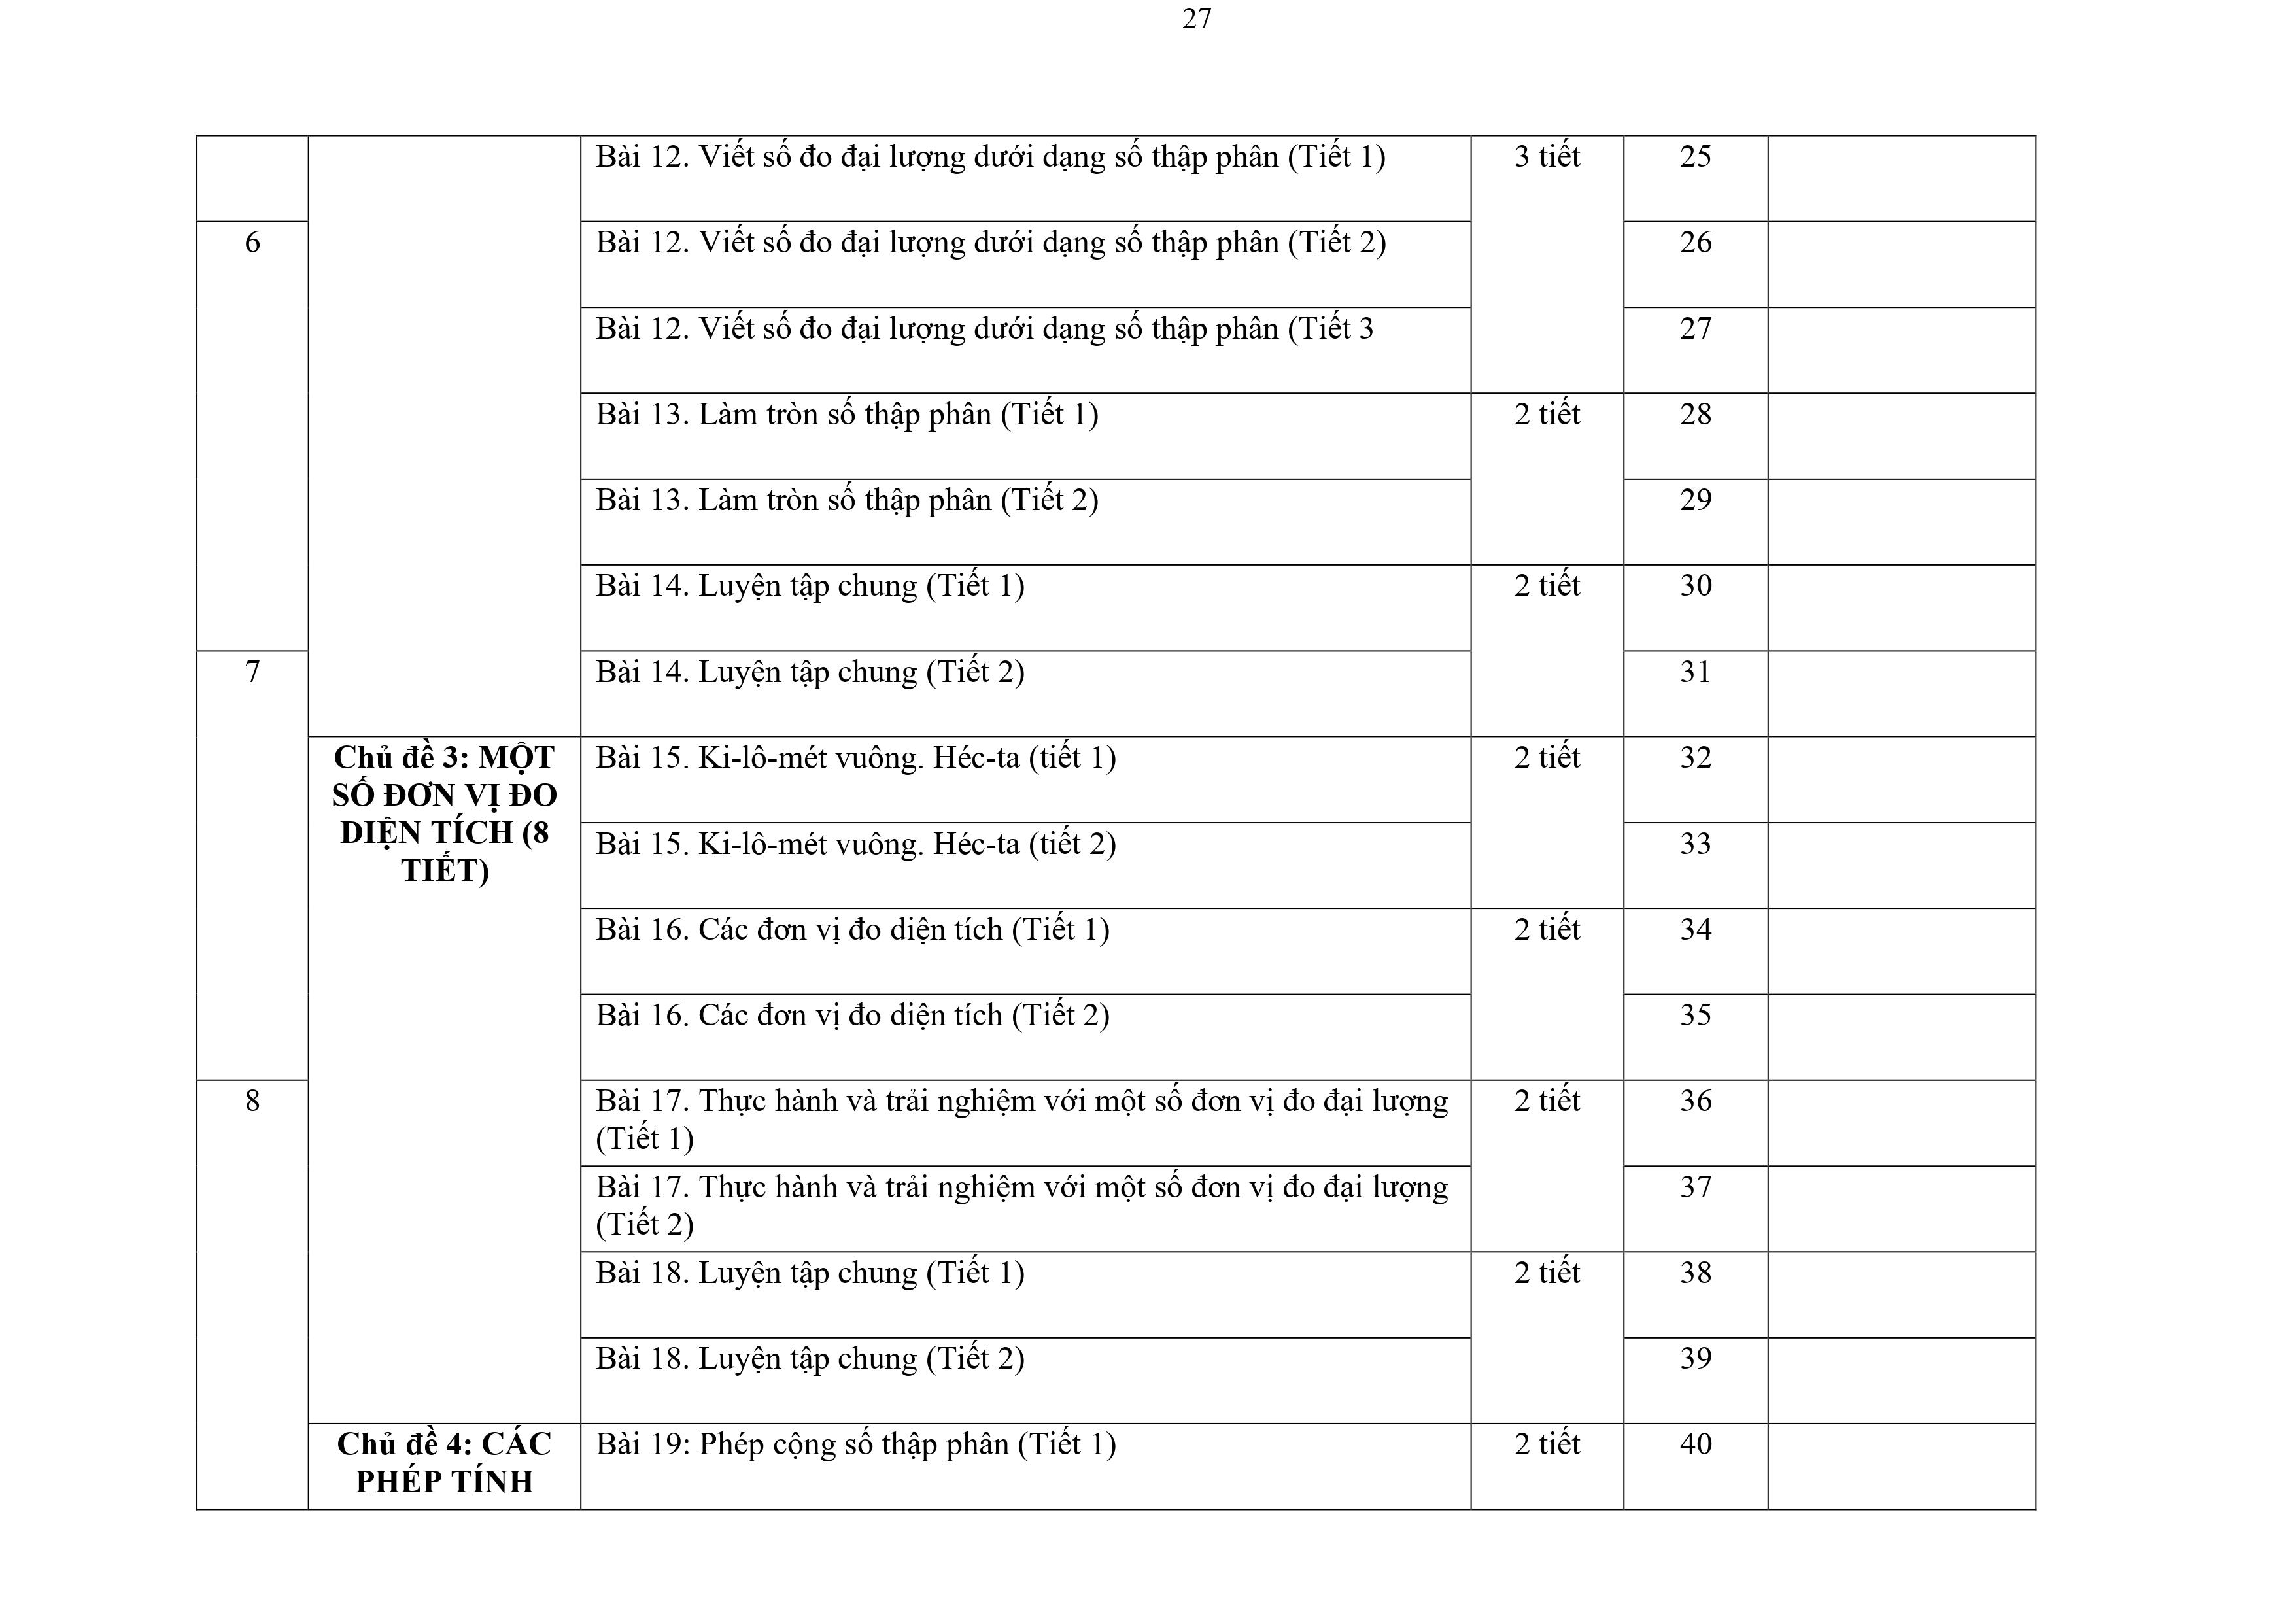 27
Bài 12. Viết số đo đại lượng dưới dạng số thập phân (Tiết 1) 3 tiết 25
6 Bài 12. Viết số đo đại lượng dưới dạng số thập phân (Tiết 2) 26
Bài 12. Viết số đo đại lượng dưới dạng số thập phân (Tiết 3 27
Bài 13. Làm tròn số thập phân (Tiết 1) 2 tiết 28
Bài 13. Làm tròn số thập phân (Tiết 2) 29
Bài 14. Luyện tập chung (Tiết 1) 2 tiết 30
7 Bài 14. Luyện tập chung (Tiết 2) 31
Chủ đề 3: MỘT Bài 15. Ki-lô-mét vuông. Héc-ta (tiết 1) 2 tiết 32
SỐ ĐƠN VỊ ĐO
DIỆN TÍCH (8 Bài 15. Ki-lô-mét vuông. Héc-ta (tiết 2) 33
TIẾT)
Bài 16. Các đơn vị đo diện tích (Tiết 1) 2 tiết 34
Bài 16. Các đơn vị đo diện tích (Tiết 2) 35
8 Bài 17. Thực hành và trải nghiệm với một số đơn vị đo đại lượng 2 tiết 36
(Tiết 1)
Bài 17. Thực hành và trải nghiệm với một số đơn vị đo đại lượng 37
(Tiết 2)
Bài 18. Luyện tập chung (Tiết 1) 2 tiết 38
Bài 18. Luyện tập chung (Tiết 2) 39
Chủ đề 4: CÁC Bài 19: Phép cộng số thập phân (Tiết 1) 2 tiết 40
PHÉP TÍNH